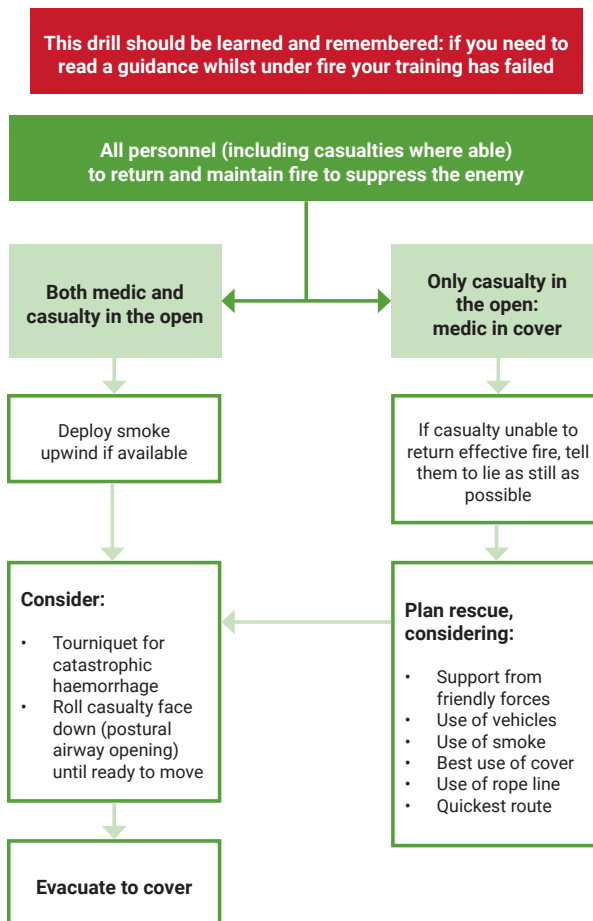 This drill should be learned and remembered: if you need to
read a guidance whilst under fire your training has failed
All personnel (including casualties where able)
to return and maintain fire to suppress the enemy
Both medic and
casualty in the open
Only casualty in
the open:
medic in cover
Deploy smoke
upwind if available
If casualty unable to
return effective fire, tell
them to lie as still as
possible
Consider:
• Tourniquet for
catastrophic
haemorrhage
• Roll casualty face
down (postural
airway opening)
until ready to move
Plan rescue,
considering:
• Support from
friendly forces
• Use of vehicles
• Use of smoke
• Best use of cover
• Use of rope line
• Quickest route
Evacuate to cover